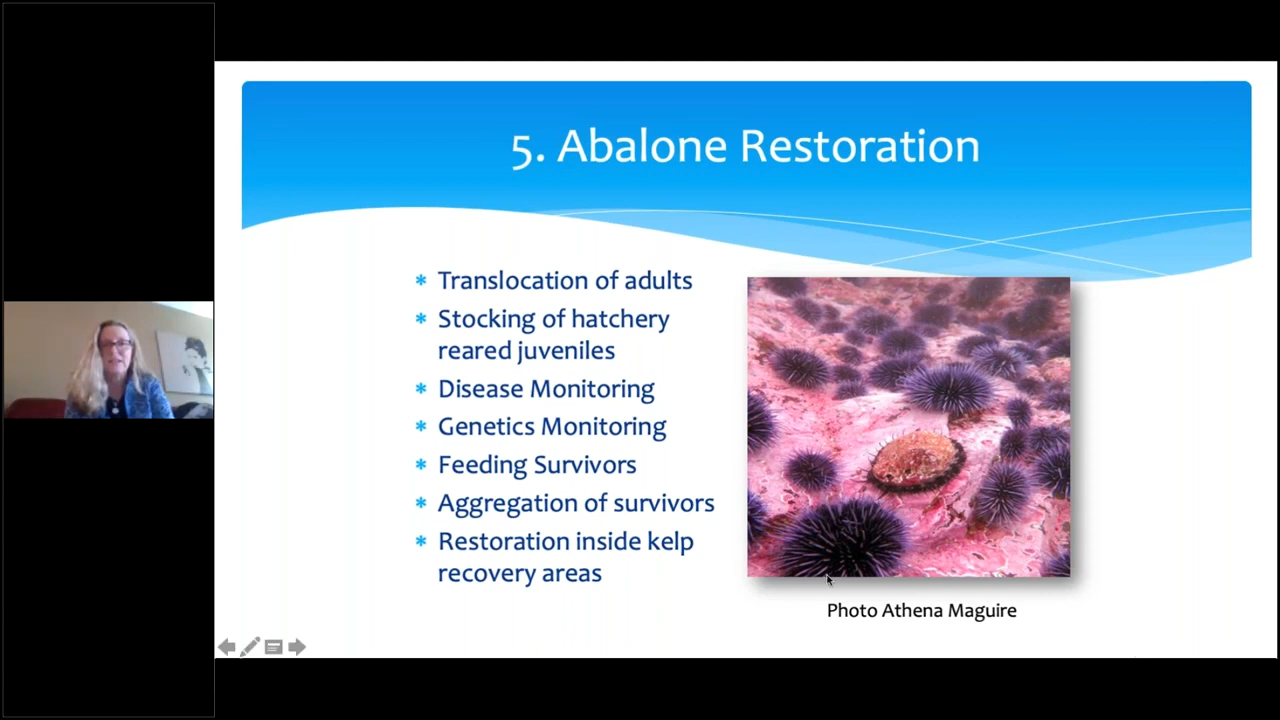 5. Abalone Restoration
* Translocation of adults
* Stocking of hatchery
reared juveniles
* Disease Monitoring
* Genetics Monitoring
* Feeding Survivors
* Aggregation of survivors
* Restoration inside kelp
recovery areas
Photo Athena Maguire